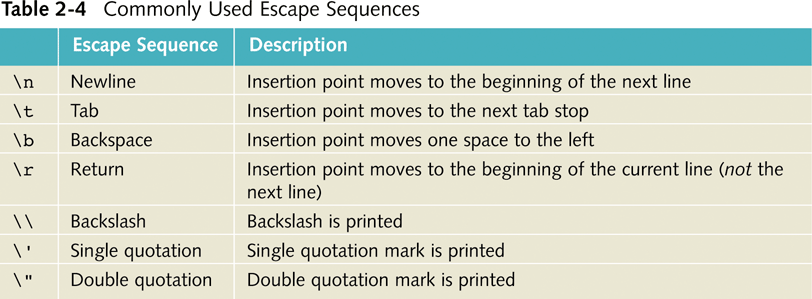 Table 2-4 Commonly Used Escape Sequences
Escape Sequence Description
\n Newline Insertion point moves to the beginning of the next line
\t Tab Insertion point moves to the next tab stop
\b Backspace Insertion point moves one space to the left
\r Return Insertion point moves to the beginning of the current line (not the
next line)
\\ Backslash Backslash is printed
\' Single quotation Single quotation mark is printed
\" Double quotation Double quotation mark is printed